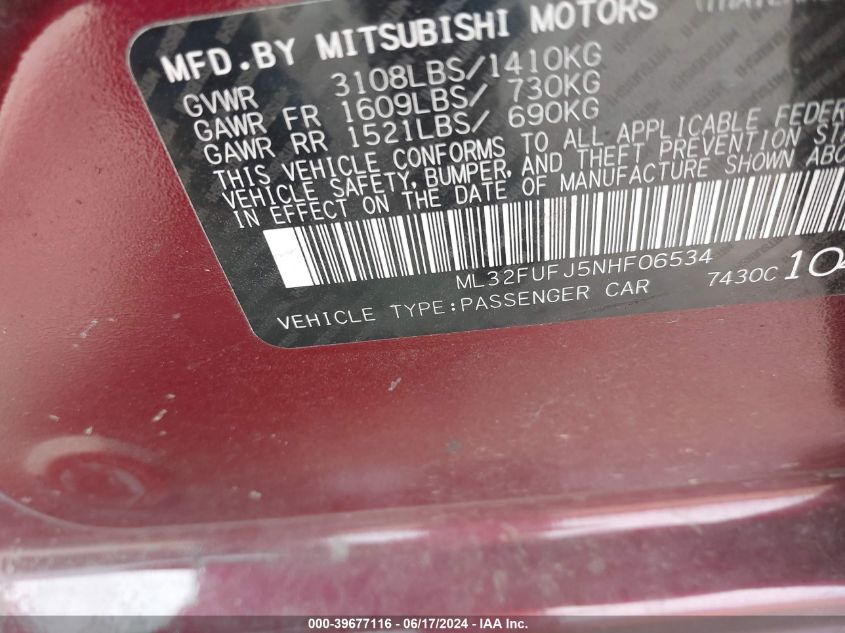 MFD.BY MITSUBISHI MOTORS
GVWR 3108LBS/1410KG
GAWR FR 1609LBS/ 730KG
GAWR RR 1521LBS/ 690KG
THIS VEHICLE CONFORMS TO ALL APPLICABLE FEDER
VEHICLE SAFETY, BUMPER, AND THEFT PREVENTION STA
IN EFFECT ON THE DATE OF MANUFACTURE SHOWN ABO
ML32FUFJ5NHF06534
VEHICLE TYPE:PASSENGER CAR 7430C 10
000-39677116 - 06/17/2024 - IAA Inc.